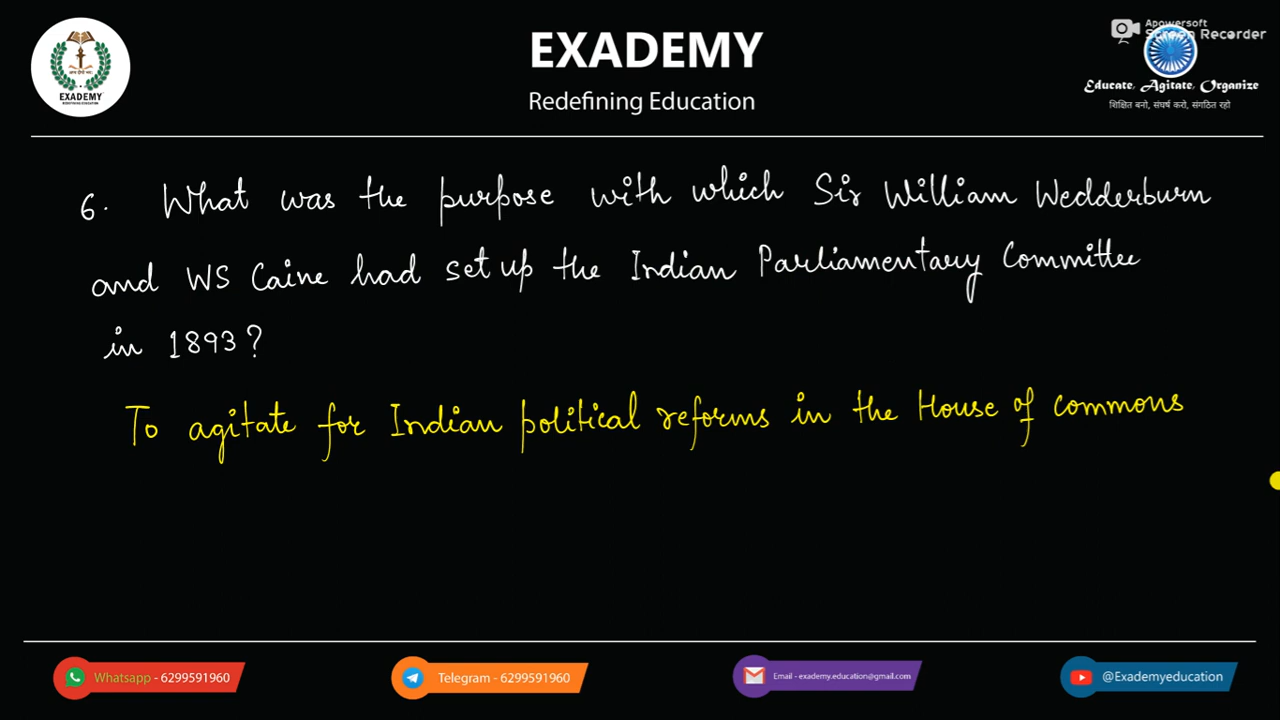 EXADEMY
Redefining Education
EXADEMY
REDEFINING EDUCATION
Apowersoft
Screen Recorder
Educate, Agitate, Organize
शिक्षित बनो, संघर्ष करो, संगठित रहो
6. What was the purpose with which Sir William Wedderburn
and WS Caine had set up the Indian Parliamentary Committee
in 1893?
To agitate for Indian political reforms in the House of commons
Whatsapp - 6299591960
Telegram - 6299591960
Email - exademy.education@gmail.com
@Exademyeducation